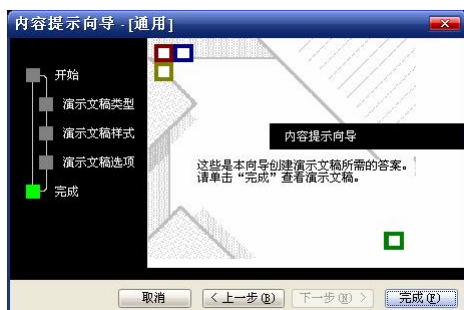 内容提示向导 - [通用]
开始
演示文稿类型
演示文稿样式
演示文稿选项
完成
内容提示向导
这些是本向导创建演示文稿所需的答案。
请单击“完成”查看演示文稿。
取消 < 上一步(B) 下一步(N) > 完成(F)